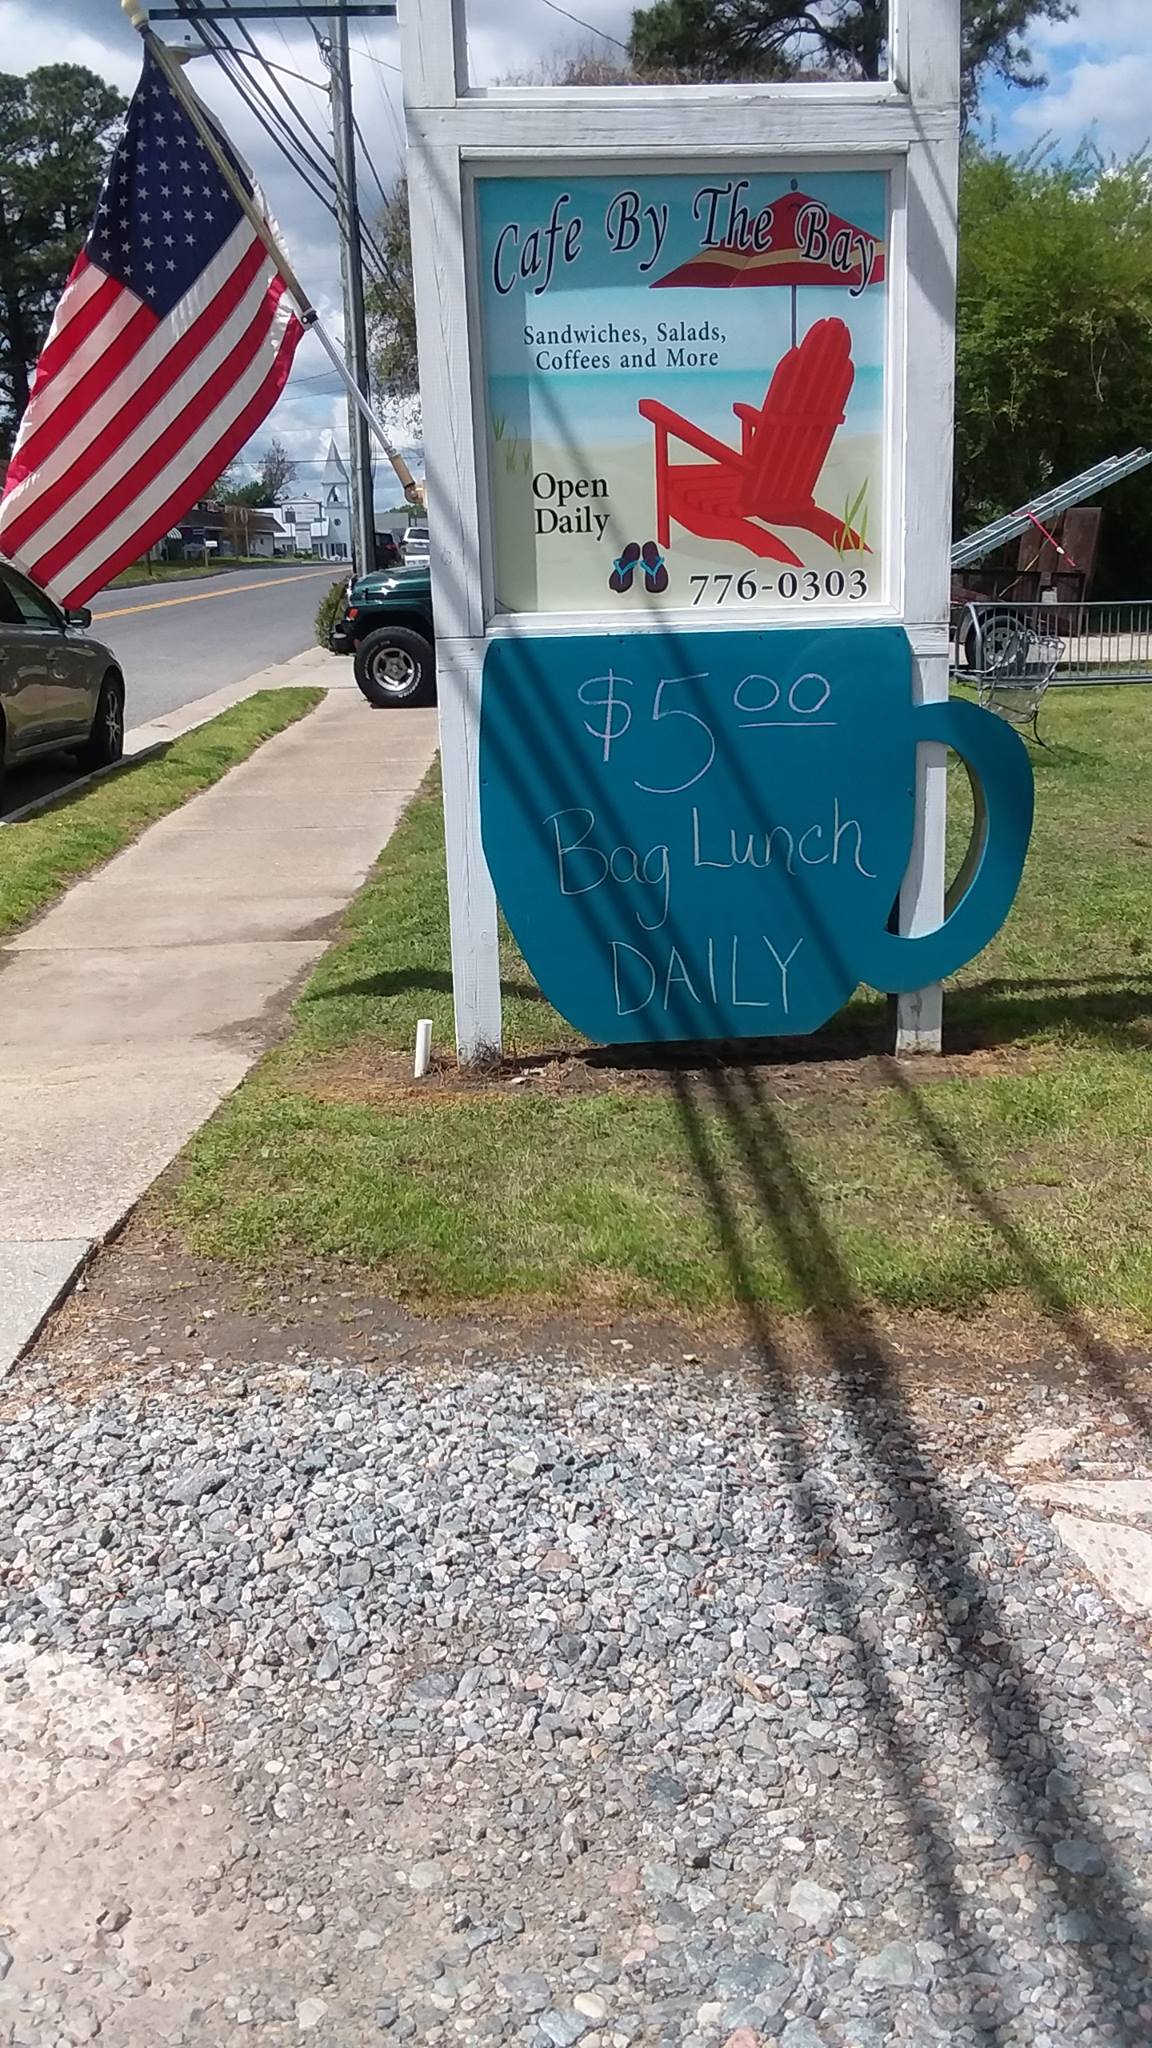 Cafe By The Bay
Sandwiches, Salads,
Coffees and More
Open
Daily
776-0303
$5.00
Bag Lunch
DAILY